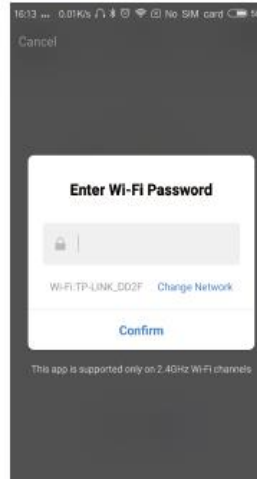 16:13 ... 0.01K/s No SIM card
Cancel
Enter Wi-Fi Password
Wi-Fi:TP-LINK_DD2F Change Network
Confirm
This app is supported only on 2.4GHz Wi-Fi channels